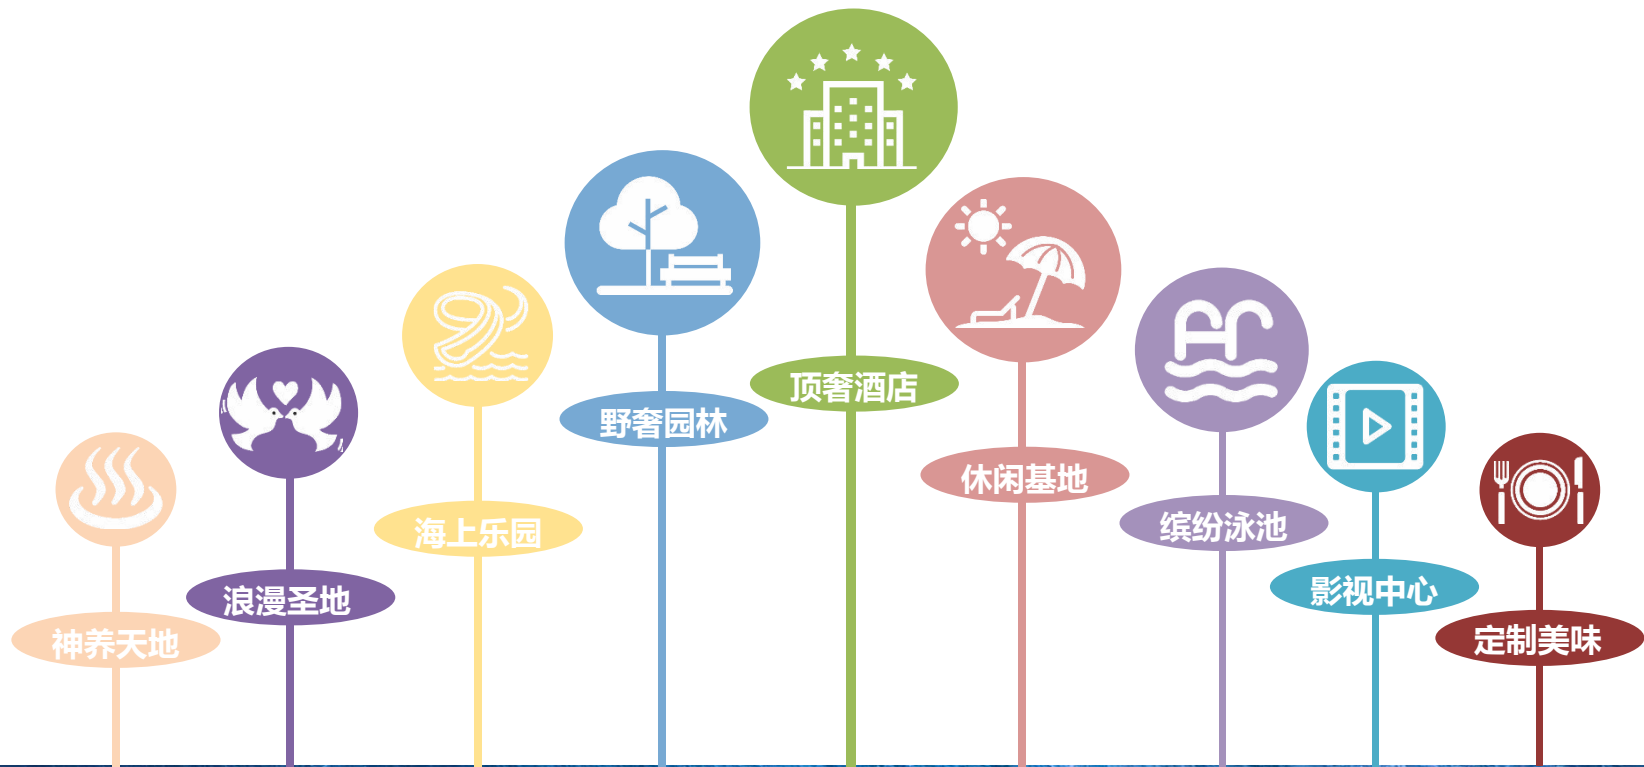 神养天地
浪漫圣地
海上乐园
野奢园林
顶奢酒店
休闲基地
缤纷泳池
影视中心
定制美味